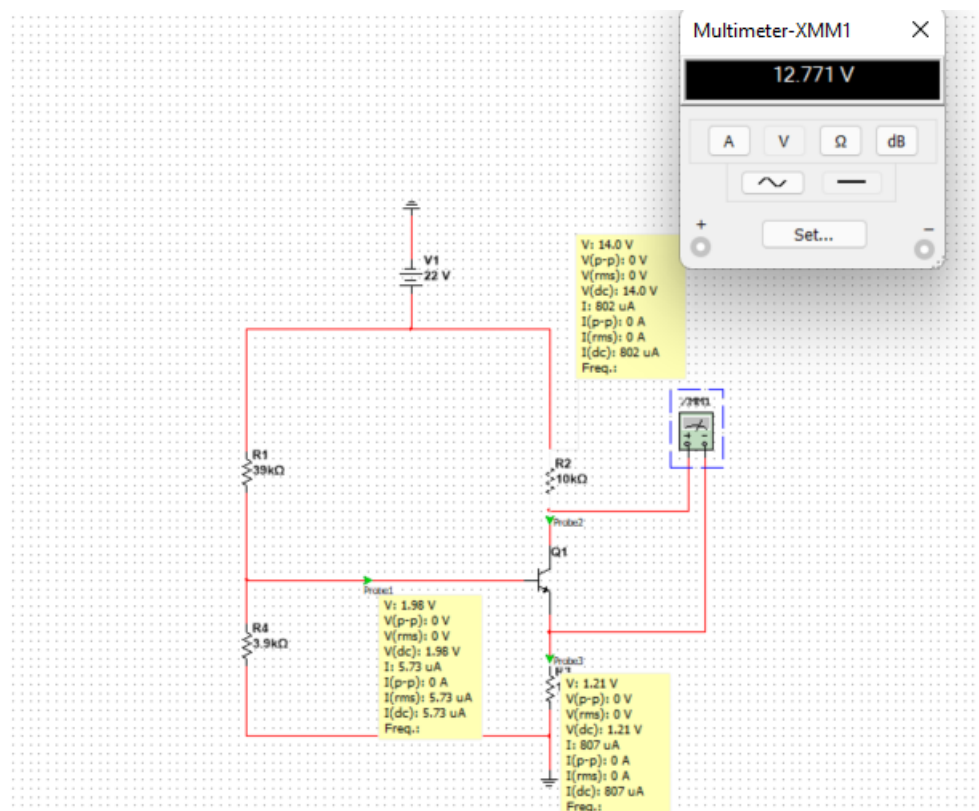 Multimeter-XMM1
12.771 V
A
V
Ω
dB
+
Set...
−
V1
22 V
V: 14.0 V
V(p-p): 0 V
V(rms): 0 V
V(dc): 14.0 V
I: 802 uA
I(p-p): 0 A
I(rms): 0 A
I(dc): 802 uA
Freq.:
XMM1
R1
39kΩ
R2
10kΩ
Probe2
Q1
Probe1
V: 1.98 V
V(p-p): 0 V
V(rms): 0 V
V(dc): 1.98 V
I: 5.73 uA
I(p-p): 0 A
I(rms): 5.73 uA
I(dc): 5.73 uA
Freq.:
R4
3.9kΩ
Probe3
V: 1.21 V
V(p-p): 0 V
V(rms): 0 V
V(dc): 1.21 V
I: 807 uA
I(p-p): 0 A
I(rms): 0 A
I(dc): 807 uA
Freq.: